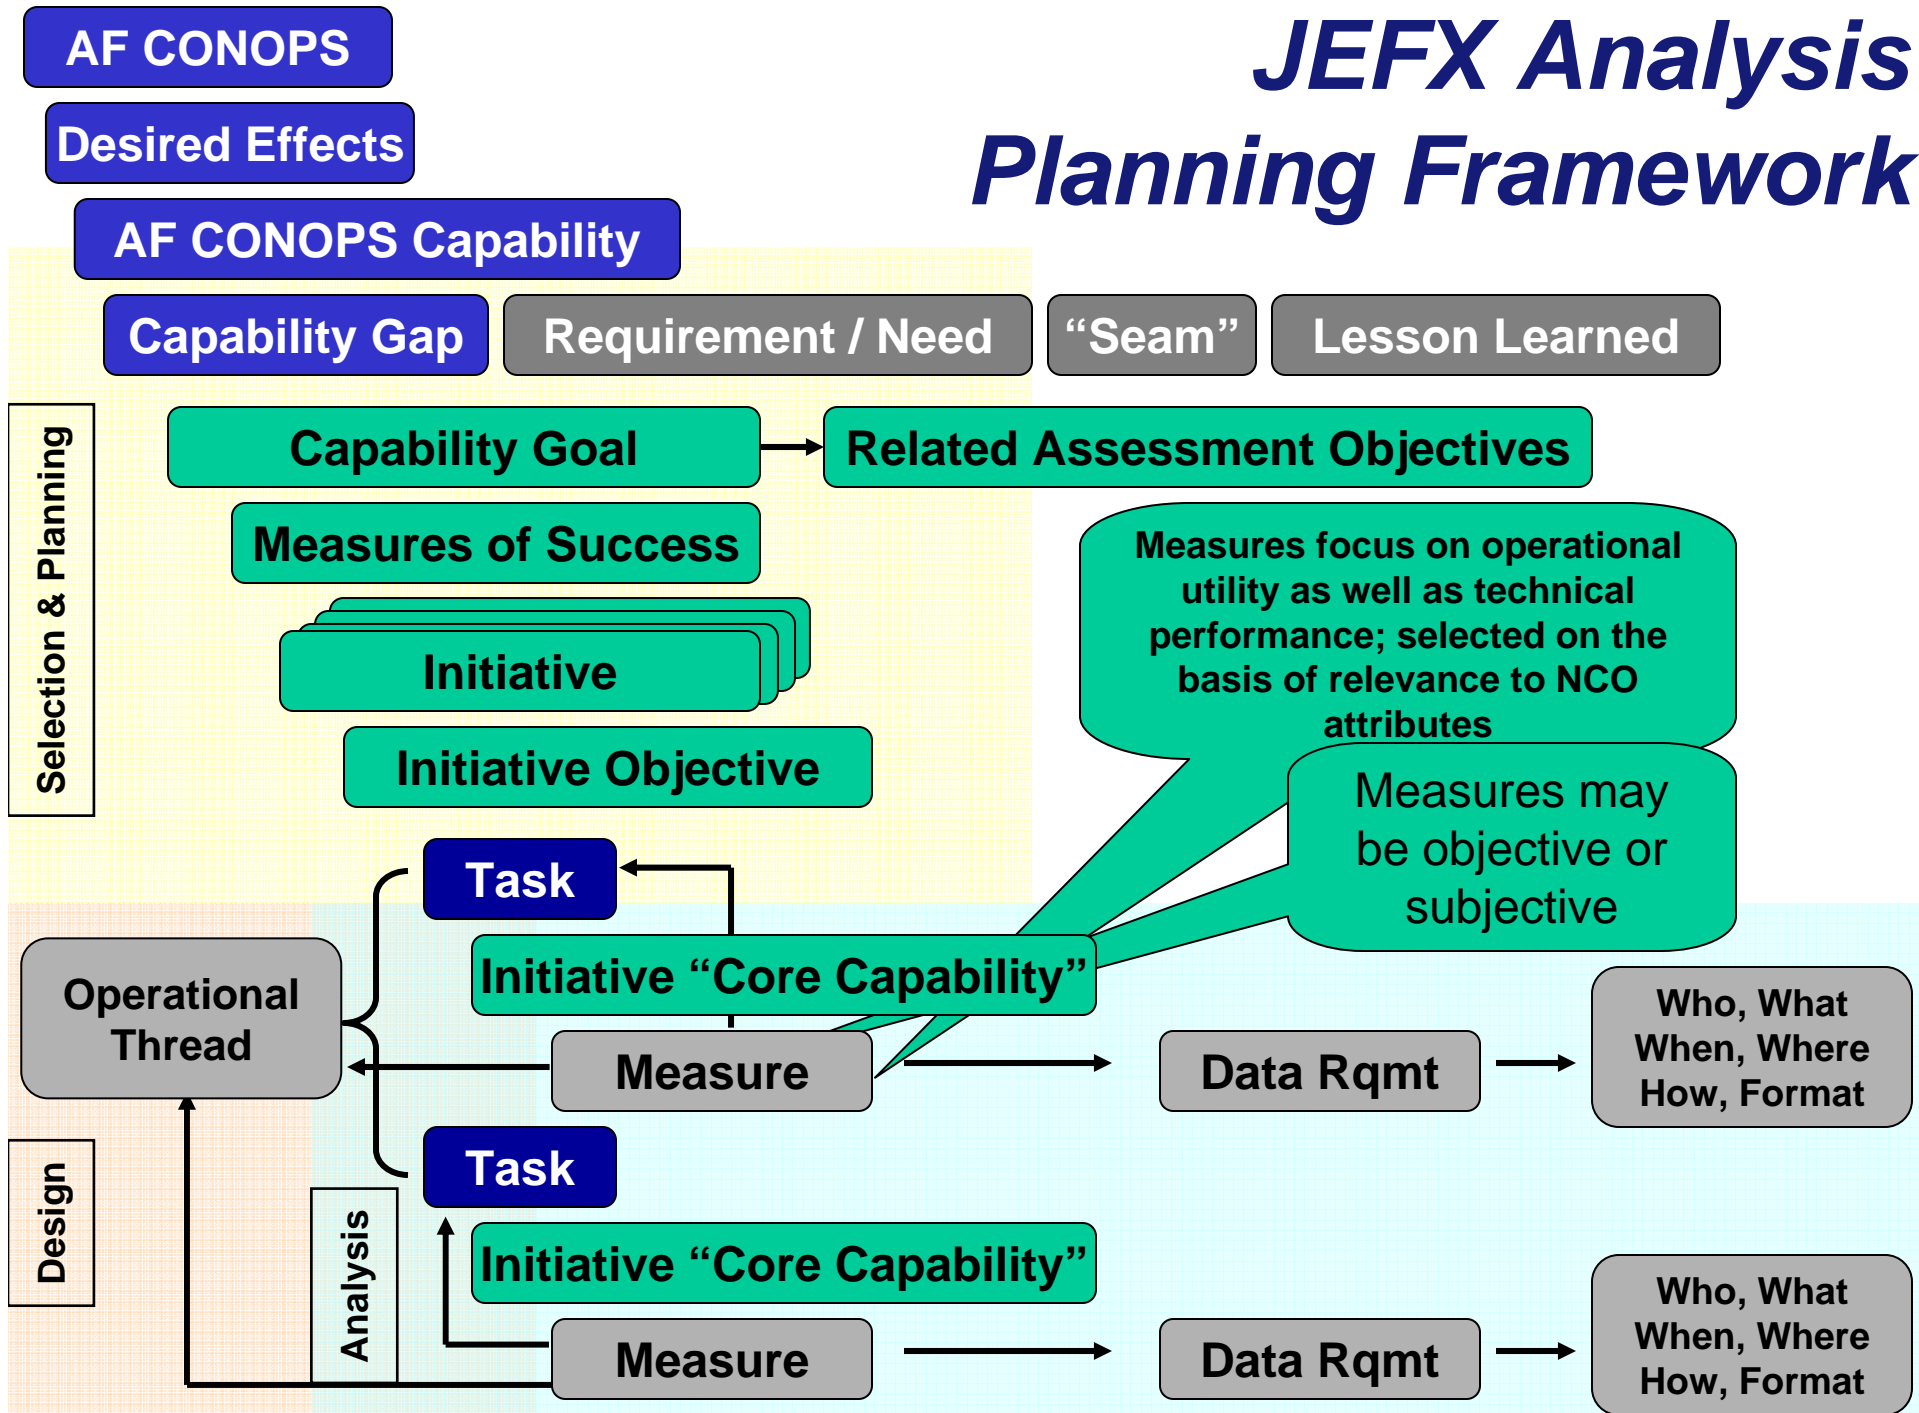 JEFX Analysis
Planning Framework
AF CONOPS
Desired Effects
AF CONOPS Capability
Capability Gap
Requirement / Need
“Seam”
Lesson Learned
Selection & Planning
Capability Goal
Related Assessment Objectives
Measures of Success
Initiative
Initiative Objective
Measures focus on operational
utility as well as technical
performance; selected on the
basis of relevance to NCO
attributes
Measures may
be objective or
subjective
Task
Initiative “Core Capability”
Operational
Thread
Measure
Data Rqmt
Who, What
When, Where
How, Format
Design
Analysis
Task
Initiative “Core Capability”
Measure
Data Rqmt
Who, What
When, Where
How, Format